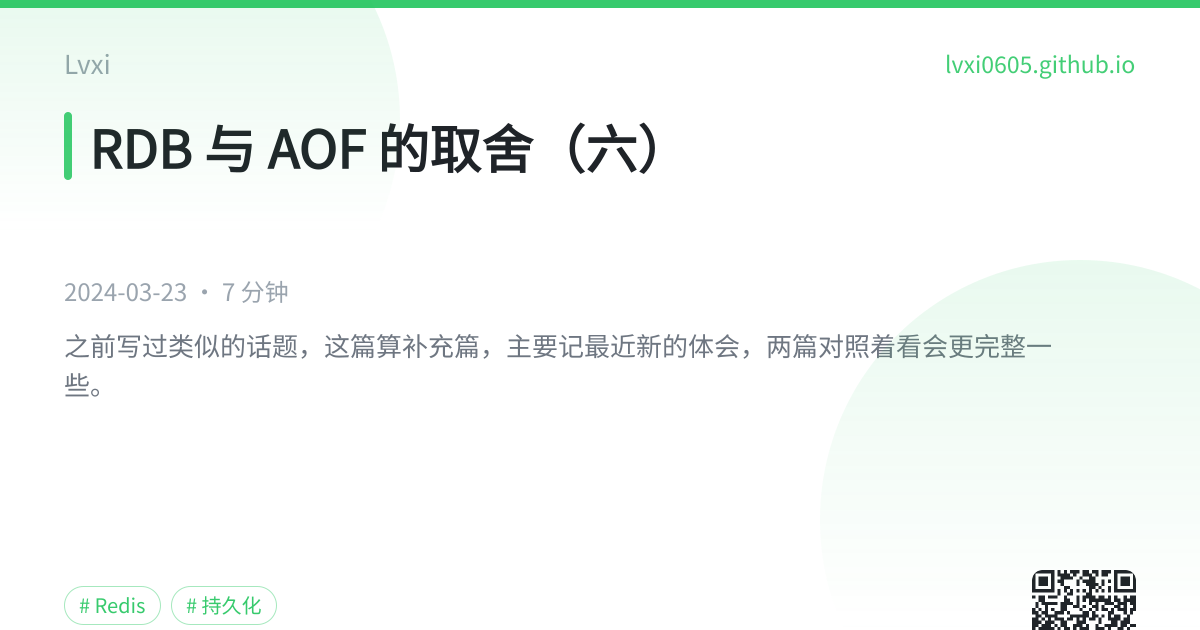 Lvxi
lvxi0605.github.io
RDB 与 AOF 的取舍（六）
2024-03-23 · 7 分钟
之前写过类似的话题，这篇算补充篇，主要记最近新的体会，两篇对照着看会更完整一
些。
# Redis
# 持久化